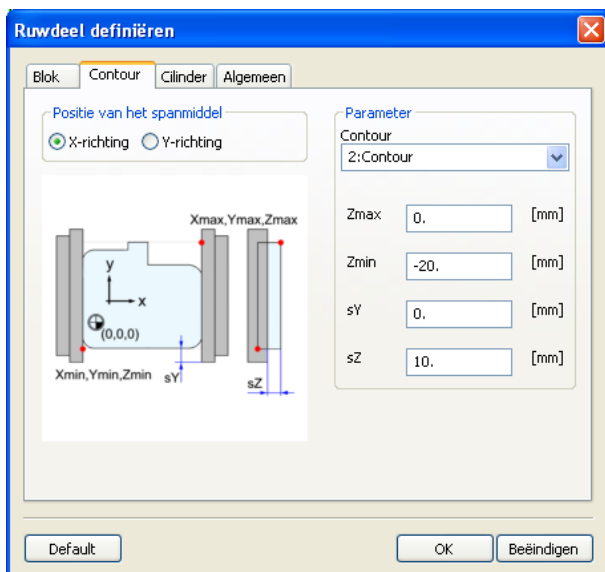 Ruwdeel definiëren
Blok Contour Cilinder Algemeen
Positie van het spanmiddel
X-richting Y-richting
Xmax,Ymax,Zmax
y
x
(0,0,0)
Xmin,Ymin,Zmin sY
sZ
Parameter
Contour
2:Contour
Zmax 0. [mm]
Zmin -20. [mm]
sY 0. [mm]
sZ 10. [mm]
Default OK Beëindigen